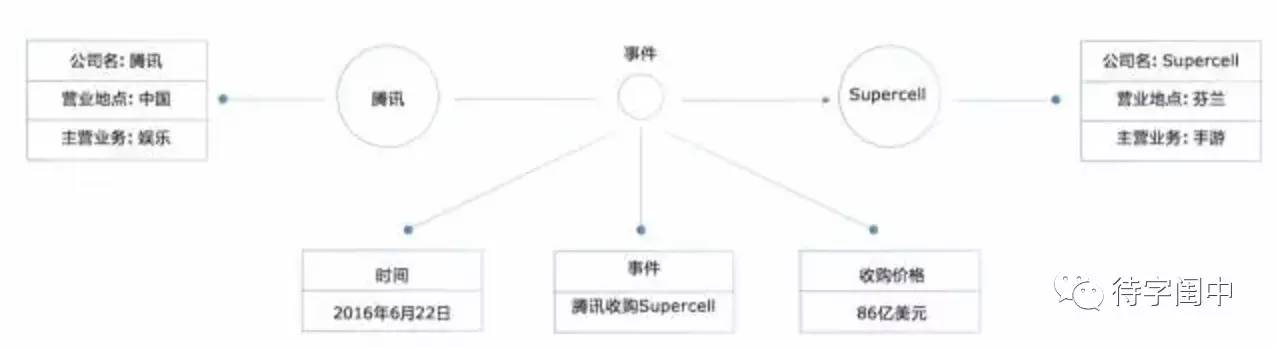 公司名: 腾讯
营业地点: 中国
主营业务: 娱乐
腾讯
事件
Supercell
公司名: Supercell
营业地点: 芬兰
主营业务: 手游
时间
2016年6月22日
事件
腾讯收购Supercell
收购价格
86亿美元
待字闺中